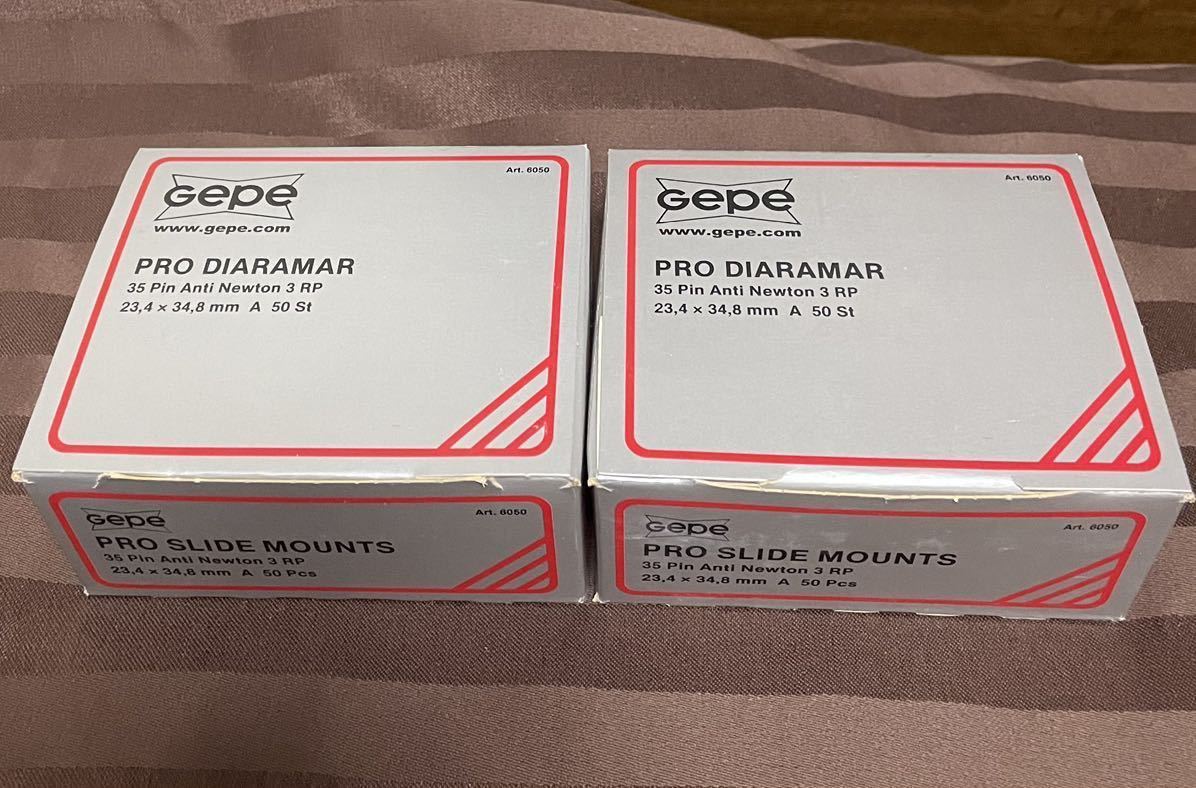 Art. 6050
Gepe
www.gepe.com
PRO DIARAMAR
35 Pin Anti Newton 3 RP
23,4 x 34,8 mm A 50 St
Gepe
Art. 6050
PRO SLIDE MOUNTS
35 Pin Anti Newton 3 RP
23,4 x 34,8 mm A 50 Pcs
Art. 6050
Gepe
www.gepe.com
PRO DIARAMAR
35 Pin Anti Newton 3 RP
23,4 x 34,8 mm A 50 St
Gepe
Art. 6050
PRO SLIDE MOUNTS
35 Pin Anti Newton 3 RP
23,4 x 34,8 mm A 50 Pcs